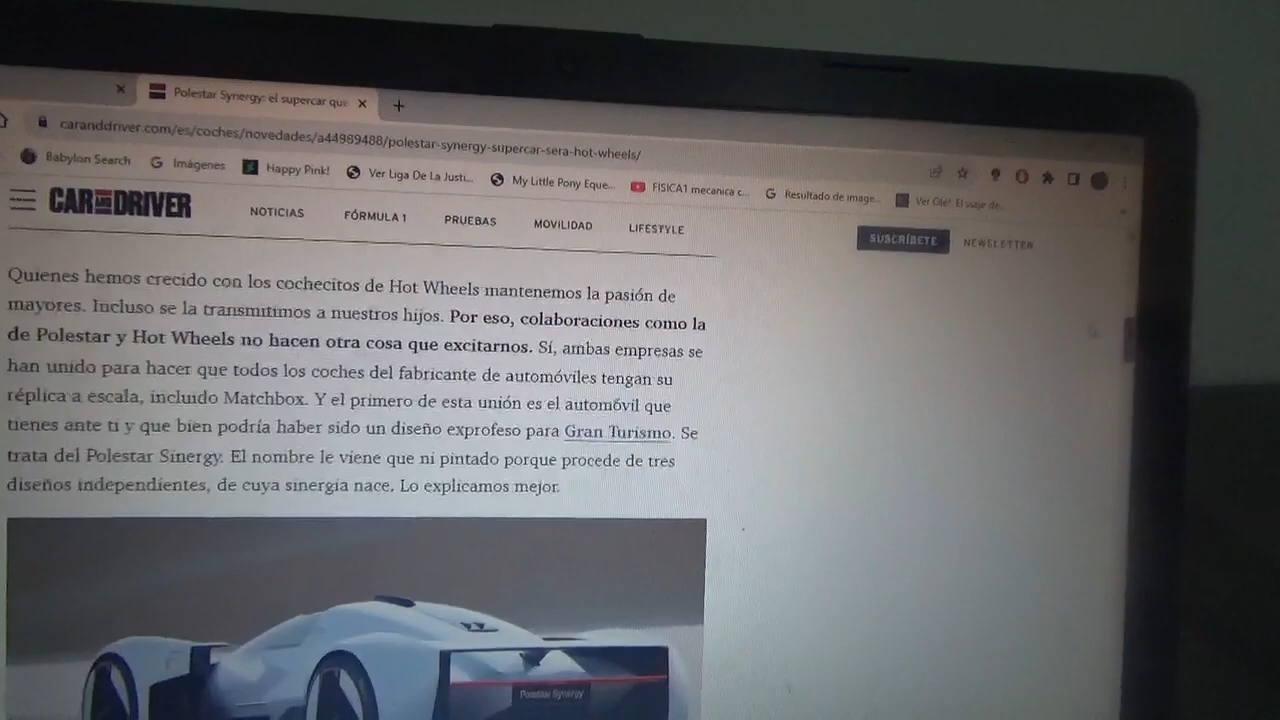 Polestar Synergy: el supercar que
caranddriver.com/es/coches/novedades/a44989488/polestar-synergy-supercar-sera-hot-wheels/
Babylon Search Imágenes Happy Pink! Ver Liga De La Justi... My Little Pony Eque... FISICA1 mecanica c... Resultado de image... Ver Olé! El viaje de...
CAR AND DRIVER NOTICIAS FÓRMULA 1 PRUEBAS MOVILIDAD LIFESTYLE SUSCRÍBETE NEWSLETTER
Quienes hemos crecido con los cochecitos de Hot Wheels mantenemos la pasión de
mayores. Incluso se la transmitimos a nuestros hijos. Por eso, colaboraciones como la
de Polestar y Hot Wheels no hacen otra cosa que excitarnos. Sí, ambas empresas se
han unido para hacer que todos los coches del fabricante de automóviles tengan su
réplica a escala, incluido Matchbox. Y el primero de esta unión es el automóvil que
tienes ante ti y que bien podría haber sido un diseño exprofeso para Gran Turismo. Se
trata del Polestar Sinergy. El nombre le viene que ni pintado porque procede de tres
diseños independientes, de cuya sinergia nace. Lo explicamos mejor.
Polestar Synergy